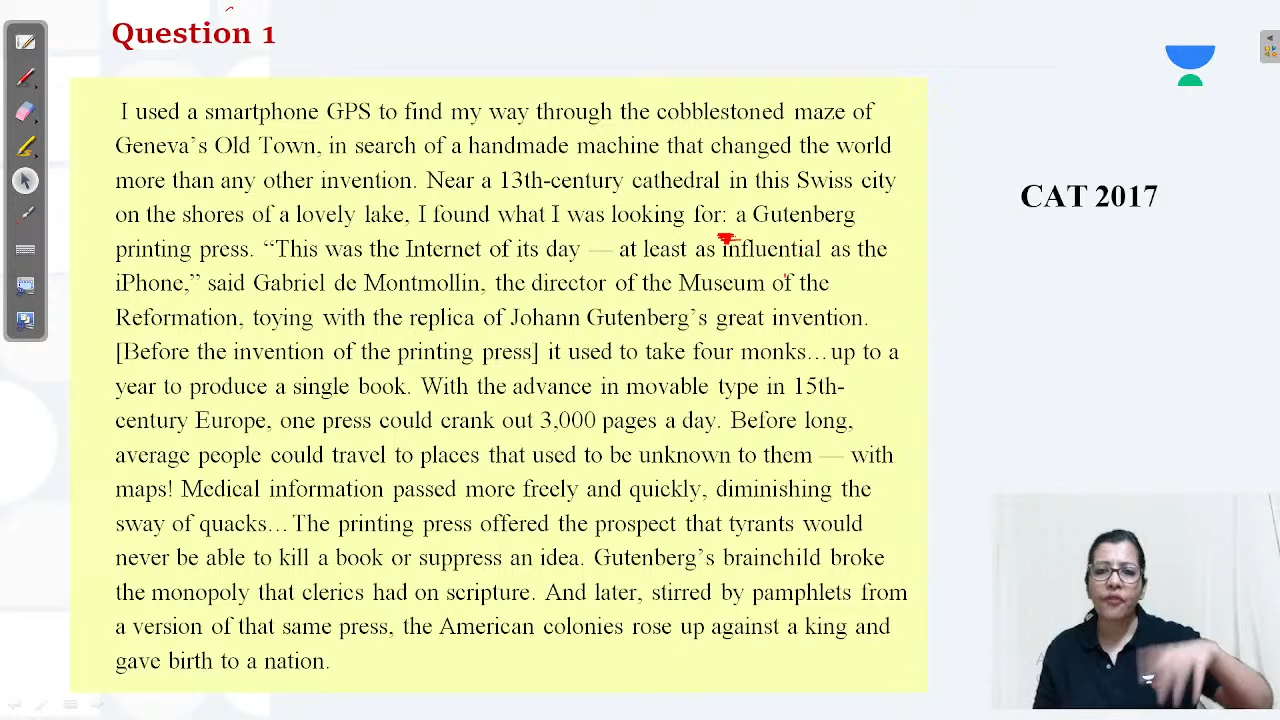 Question 1
I used a smartphone GPS to find my way through the cobblestoned maze of
Geneva’s Old Town, in search of a handmade machine that changed the world
more than any other invention. Near a 13th-century cathedral in this Swiss city
on the shores of a lovely lake, I found what I was looking for: a Gutenberg
printing press. “This was the Internet of its day — at least as influential as the
iPhone,” said Gabriel de Montmollin, the director of the Museum of the
Reformation, toying with the replica of Johann Gutenberg’s great invention.
[Before the invention of the printing press] it used to take four monks…up to a
year to produce a single book. With the advance in movable type in 15th-
century Europe, one press could crank out 3,000 pages a day. Before long,
average people could travel to places that used to be unknown to them — with
maps! Medical information passed more freely and quickly, diminishing the
sway of quacks…The printing press offered the prospect that tyrants would
never be able to kill a book or suppress an idea. Gutenberg’s brainchild broke
the monopoly that clerics had on scripture. And later, stirred by pamphlets from
a version of that same press, the American colonies rose up against a king and
gave birth to a nation.
CAT 2017